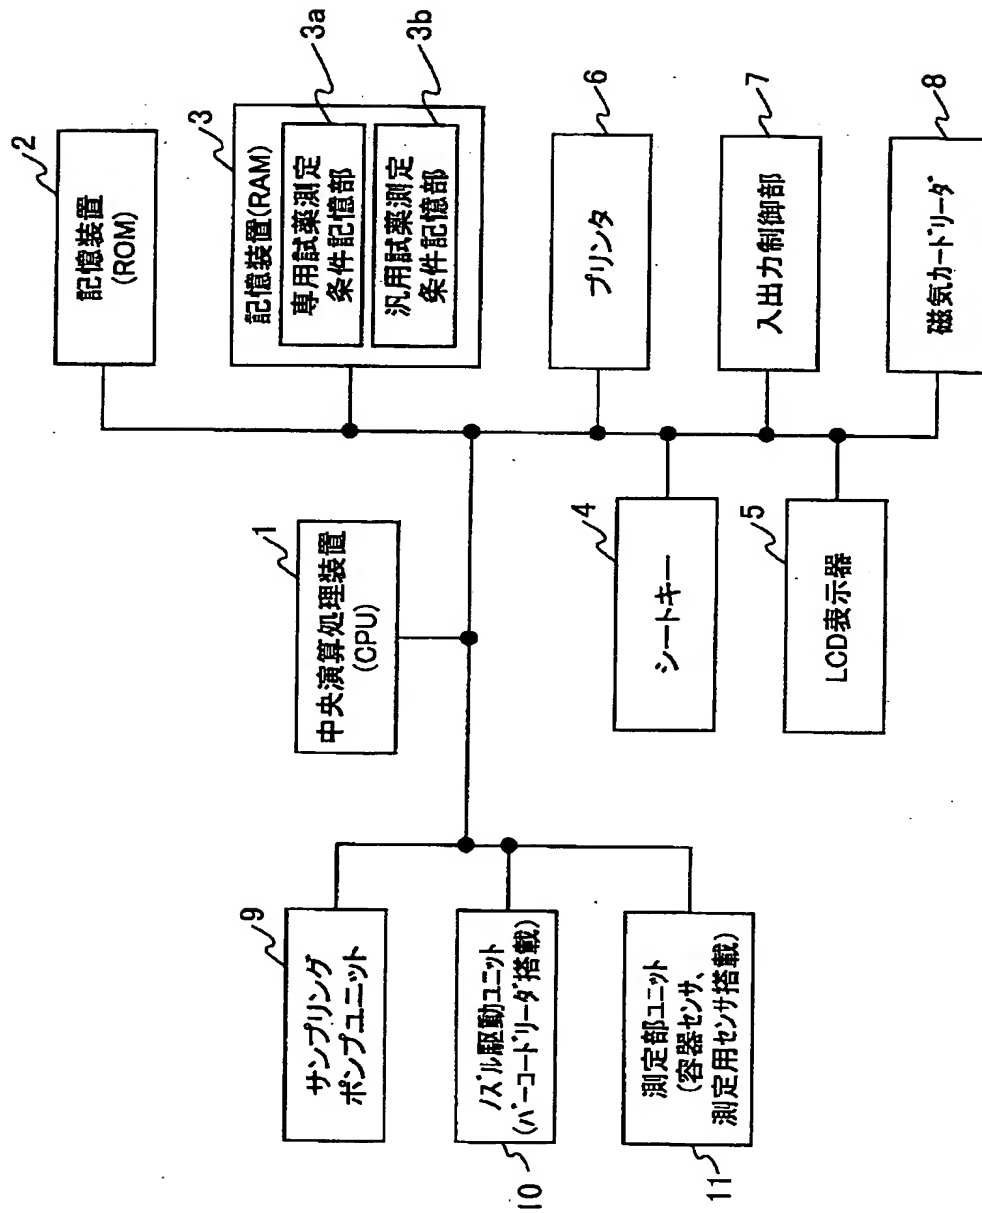 1
中央演算処理装置
(CPU)
2
記憶装置
(ROM)
3
記憶装置(RAM)
3a
専用試薬測定
条件記憶部
3b
汎用試薬測定
条件記憶部
4
シートキー
5
LCD表示器
6
プリンタ
7
入出力制御部
8
磁気カードリーダ
9
サンプリング
ポンプユニット
10
ノズル駆動ユニット
(バーコードリーダ搭載)
11
測定部ユニット
(容器センサ、
測定用センサ搭載)